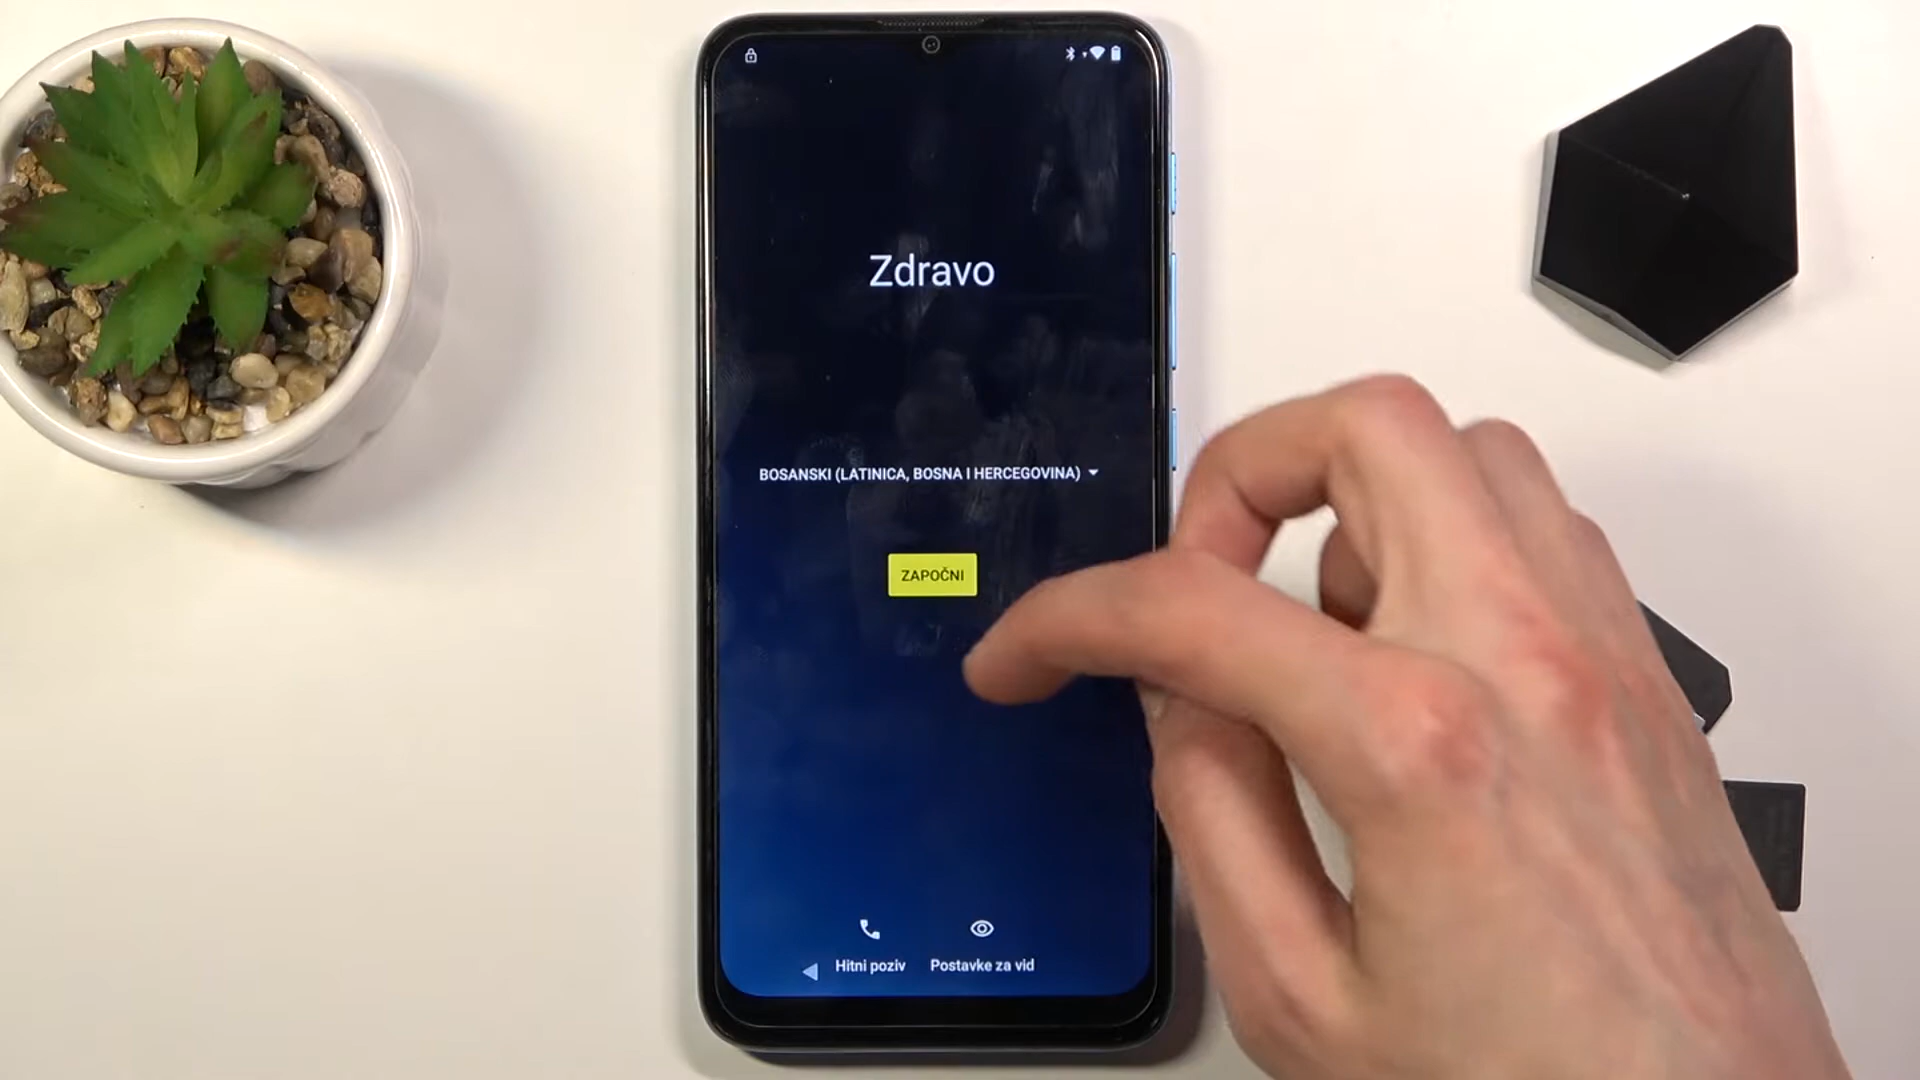 Zdravo
BOSANSKI (LATINICA, BOSNA I HERCEGOVINA)
ZAPOČNI
Hitni poziv
Postavke za vid